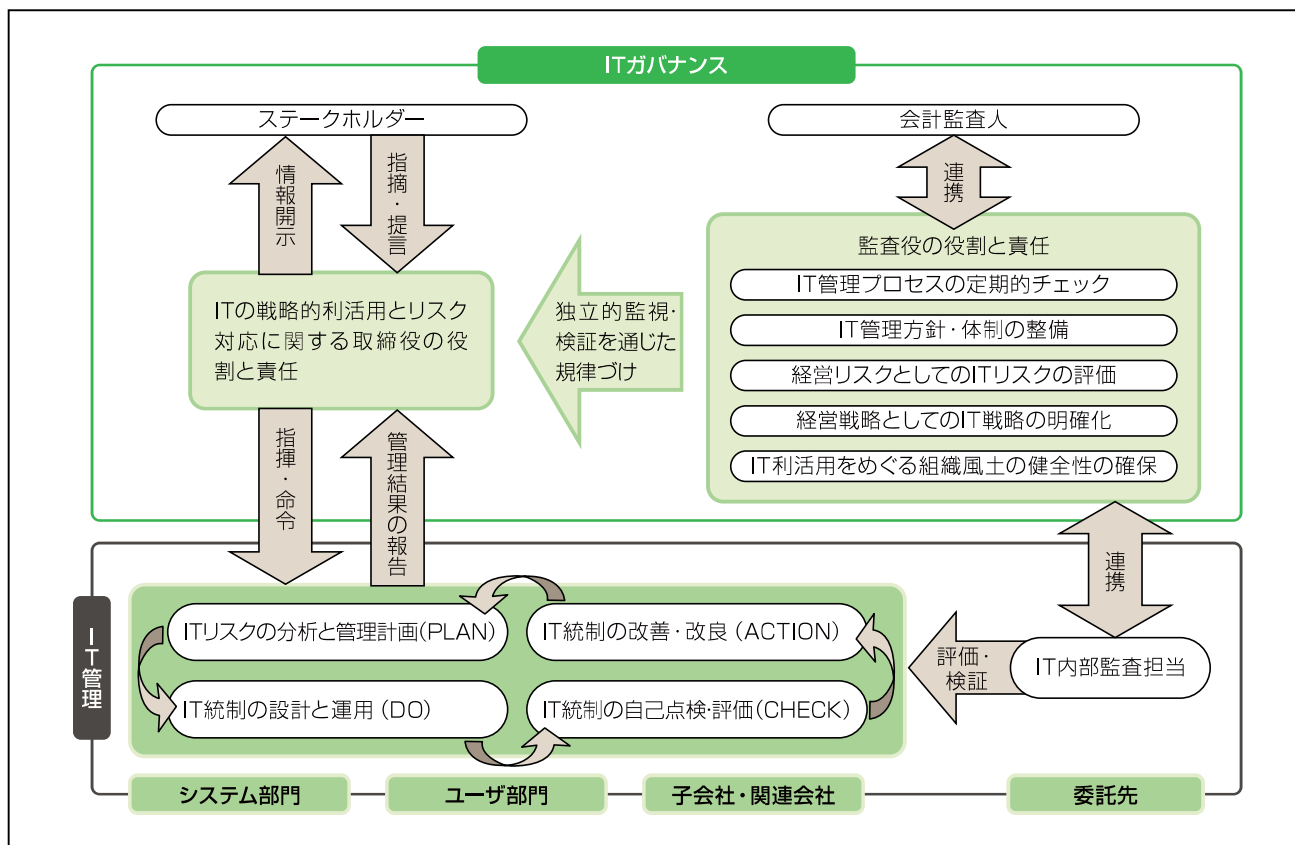 ITガバナンス
ステークホルダー
会計監査人
情報開示
指摘・提言
連携
監査役の役割と責任
IT管理プロセスの定期的チェック
IT管理方針・体制の整備
経営リスクとしてのITリスクの評価
経営戦略としてのIT戦略の明確化
IT利活用をめぐる組織風土の健全性の確保
ITの戦略的利活用とリスク
対応に関する取締役の役
割と責任
独立的監視・
検証を通じた
規律づけ
指揮・命令
管理結果の報告
連携
IT管理
ITリスクの分析と管理計画(PLAN)
IT統制の改善・改良(ACTION)
IT統制の設計と運用(DO)
IT統制の自己点検・評価(CHECK)
評価・
検証
IT内部監査担当
システム部門
ユーザ部門
子会社・関連会社
委託先